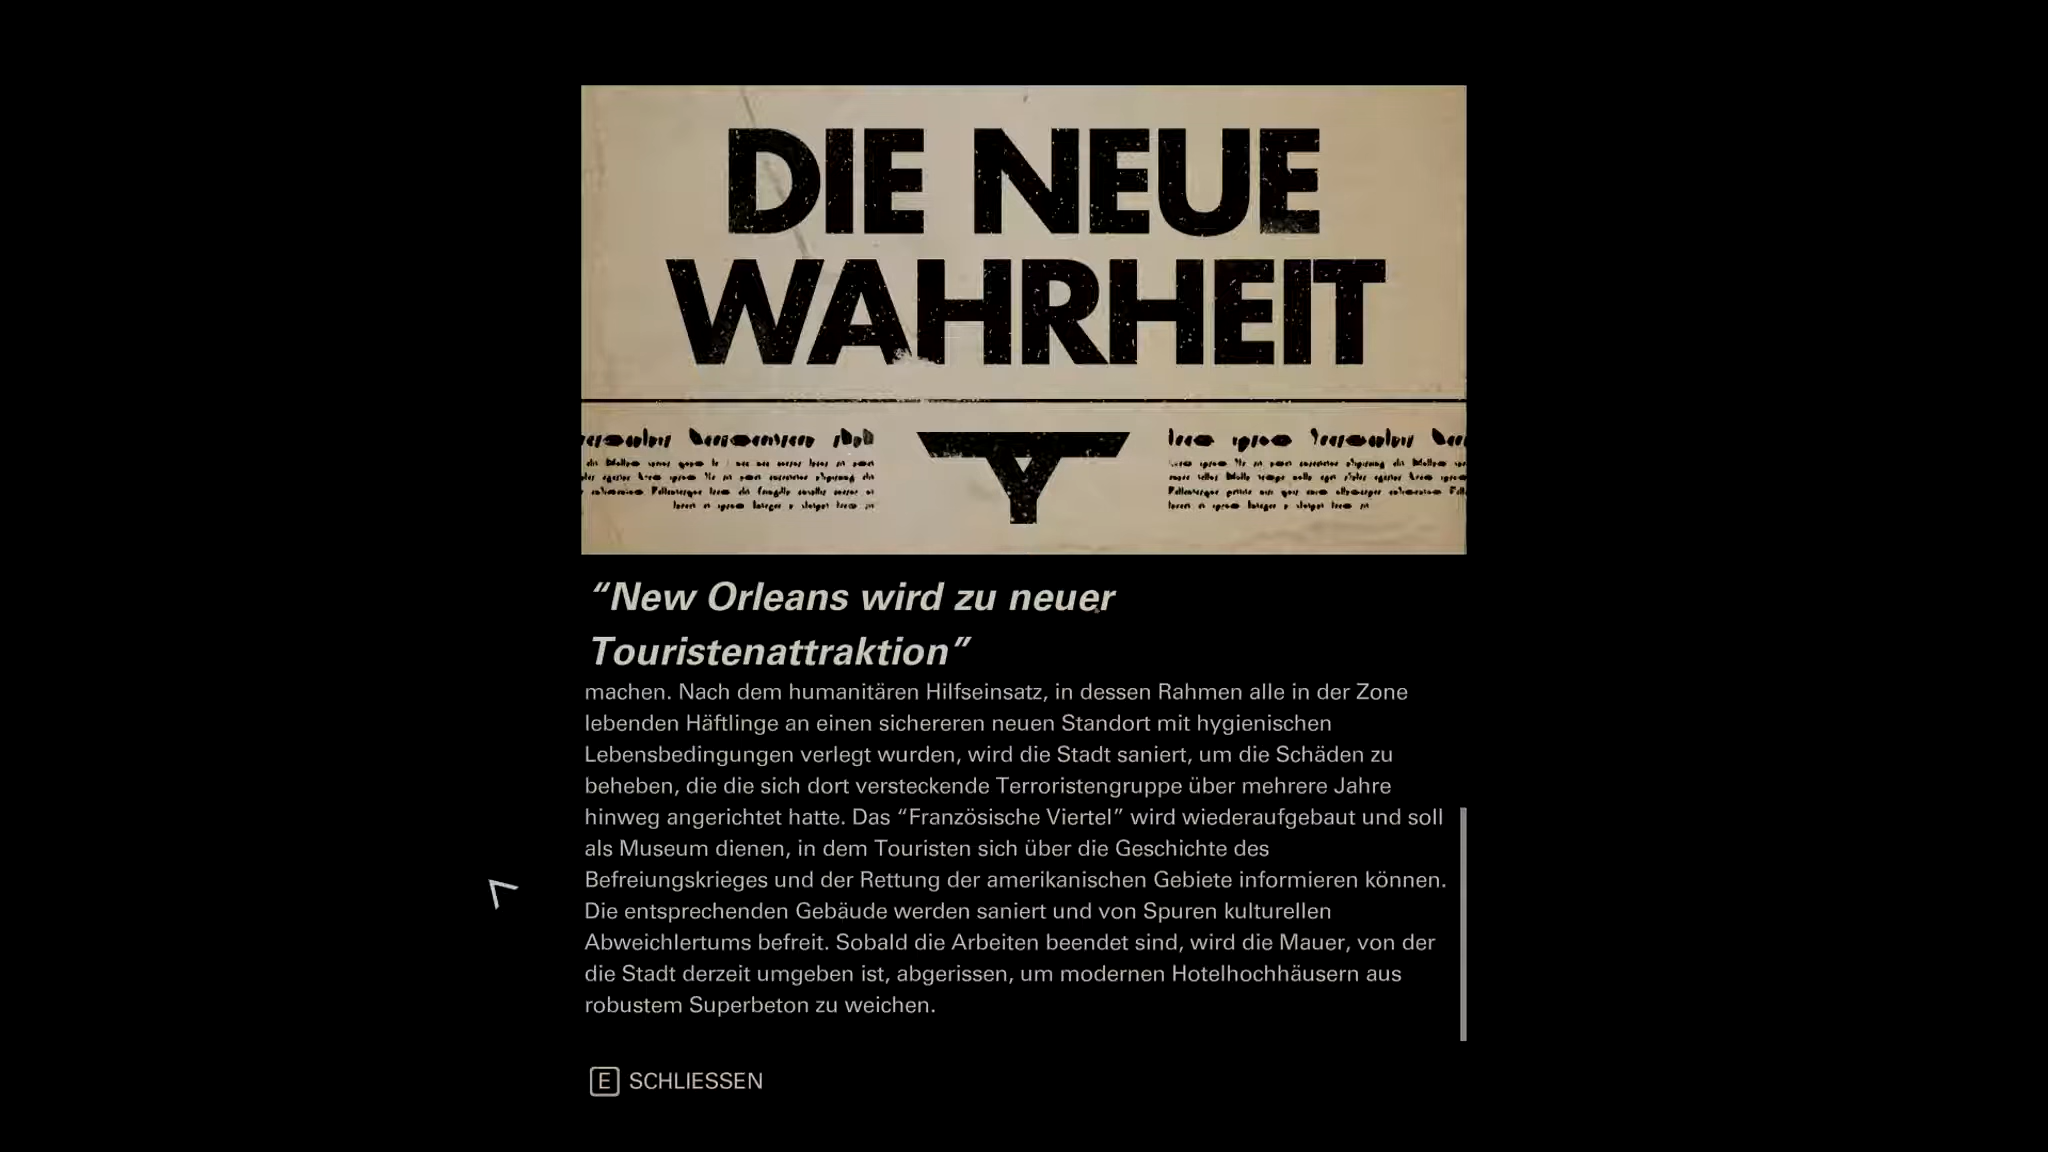 DIE NEUE
WAHRHEIT
“New Orleans wird zu neuer
Touristenattraktion”
machen. Nach dem humanitären Hilfseinsatz, in dessen Rahmen alle in der Zone
lebenden Häftlinge an einen sichereren neuen Standort mit hygienischen
Lebensbedingungen verlegt wurden, wird die Stadt saniert, um die Schäden zu
beheben, die die sich dort versteckende Terroristengruppe über mehrere Jahre
hinweg angerichtet hatte. Das “Französische Viertel” wird wiederaufgebaut und soll
als Museum dienen, in dem Touristen sich über die Geschichte des
Befreiungskrieges und der Rettung der amerikanischen Gebiete informieren können.
Die entsprechenden Gebäude werden saniert und von Spuren kulturellen
Abweichlertums befreit. Sobald die Arbeiten beendet sind, wird die Mauer, von der
die Stadt derzeit umgeben ist, abgerissen, um modernen Hotelhochhäusern aus
robustem Superbeton zu weichen.
E SCHLIESSEN